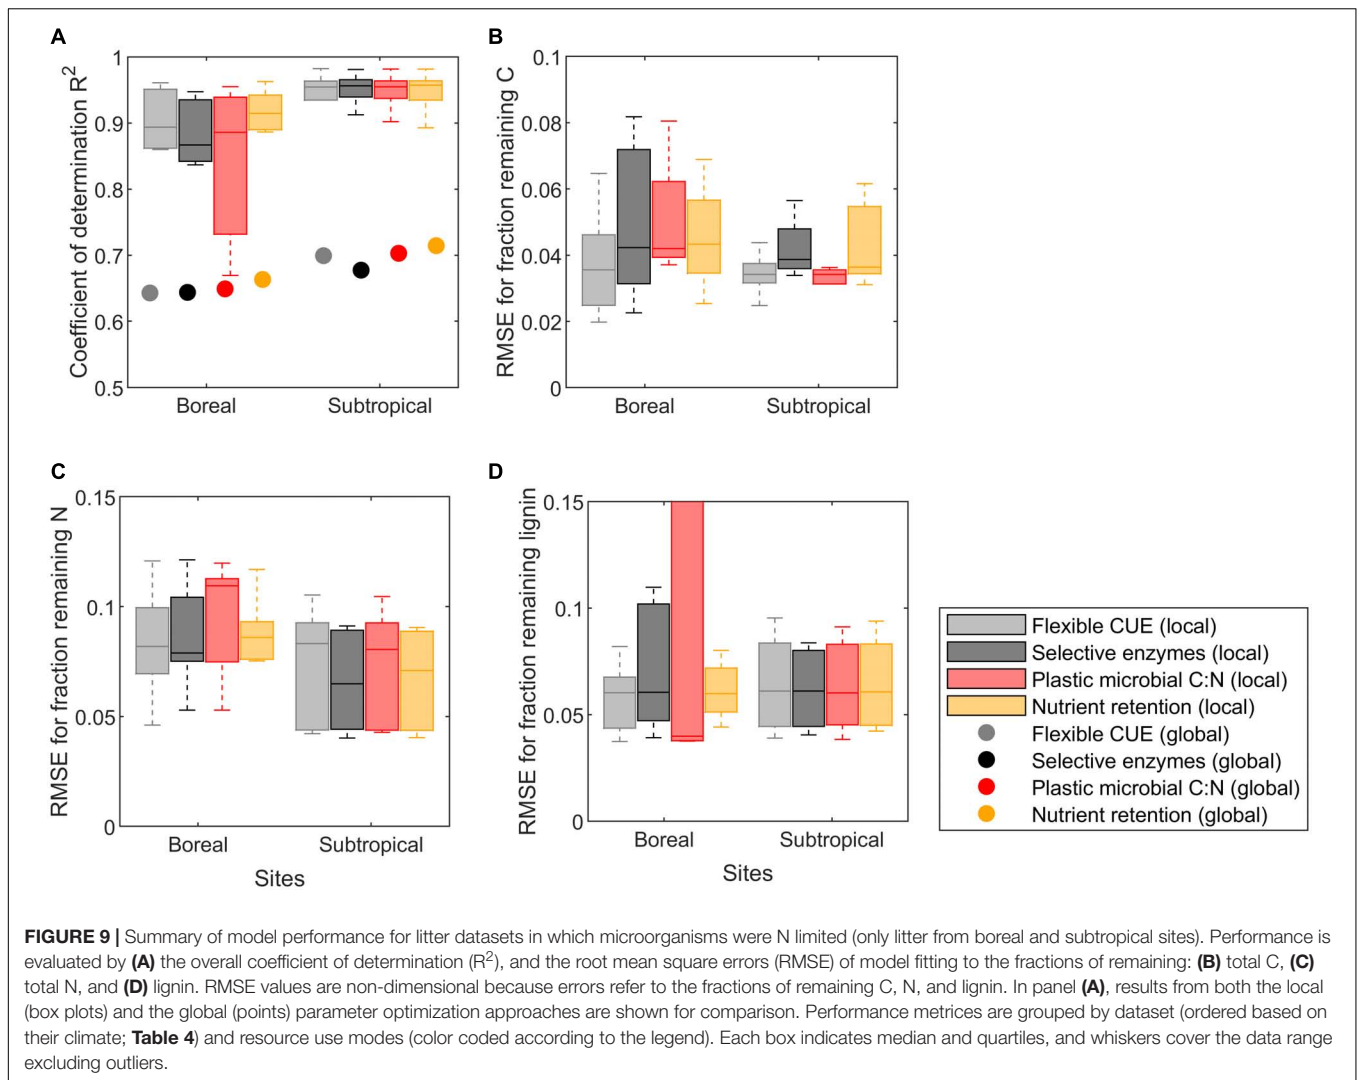 A
Coefficient of determination R2
1
0.9
0.8
0.7
0.6
0.5
Boreal
Subtropical
B
RMSE for fraction remaining C
0.1
0.08
0.06
0.04
0.02
0
Boreal
Subtropical
C
RMSE for fraction remaining N
0.15
0.1
0.05
0
Boreal
Subtropical
Sites
D
RMSE for fraction remaining lignin
0.15
0.1
0.05
0
Boreal
Subtropical
Sites
Flexible CUE (local)
Selective enzymes (local)
Plastic microbial C:N (local)
Nutrient retention (local)
Flexible CUE (global)
Selective enzymes (global)
Plastic microbial C:N (global)
Nutrient retention (global)
FIGURE 9 | Summary of model performance for litter datasets in which microorganisms were N limited (only litter from boreal and subtropical sites). Performance is
evaluated by (A) the overall coefficient of determination (R2), and the root mean square errors (RMSE) of model fitting to the fractions of remaining: (B) total C, (C)
total N, and (D) lignin. RMSE values are non-dimensional because errors refer to the fractions of remaining C, N, and lignin. In panel (A), results from both the local
(box plots) and the global (points) parameter optimization approaches are shown for comparison. Performance metrices are grouped by dataset (ordered based on
their climate; Table 4) and resource use modes (color coded according to the legend). Each box indicates median and quartiles, and whiskers cover the data range
excluding outliers.